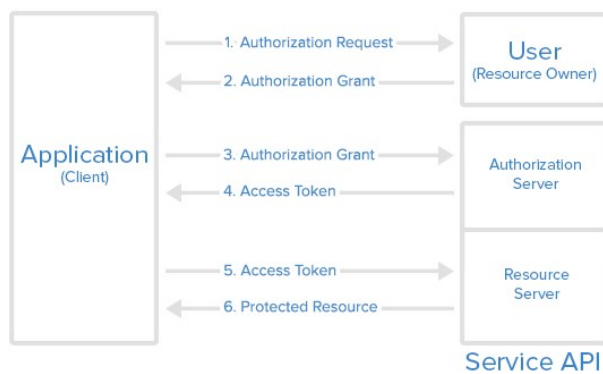 Application
(Client)
1. Authorization Request
2. Authorization Grant
3. Authorization Grant
4. Access Token
5. Access Token
6. Protected Resource
User
(Resource Owner)
Authorization
Server
Resource
Server
Service API